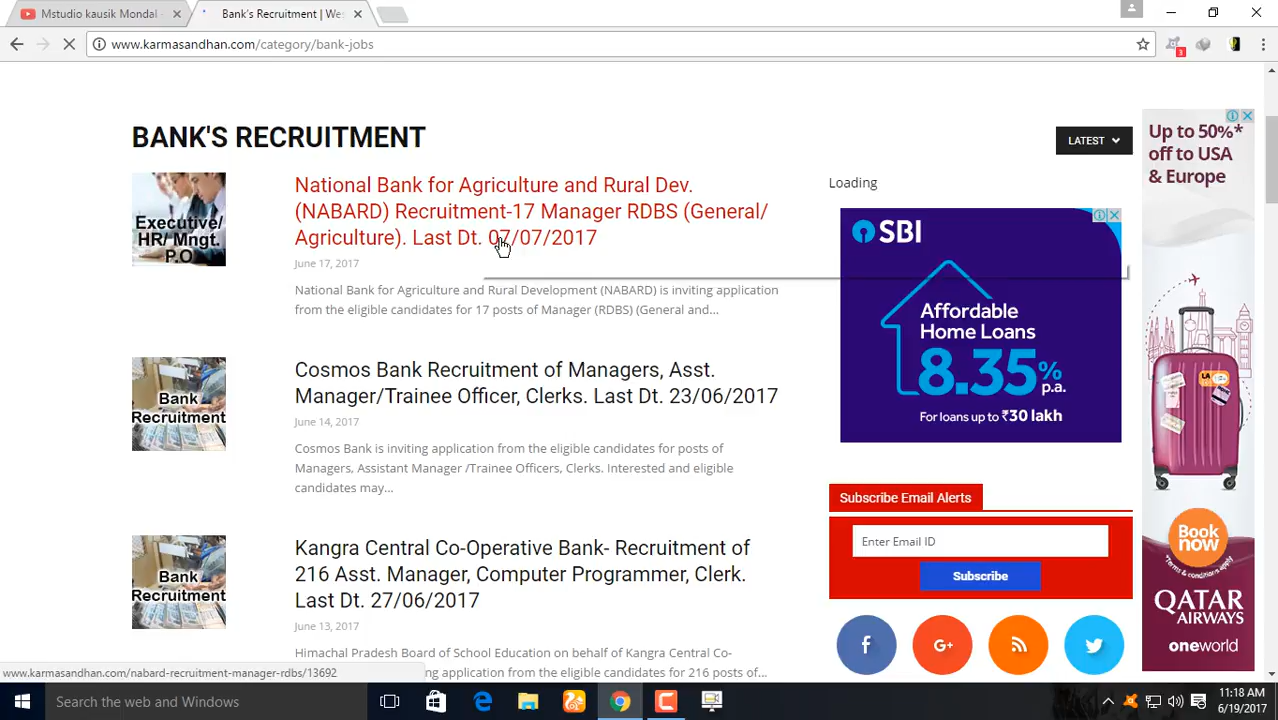 Mstudio kausik Mondal -
Bank's Recruitment | Wes
www.karmasandhan.com/category/bank-jobs
3
BANK'S RECRUITMENT
LATEST
Executive/
HR/ Mngt.
P.O
National Bank for Agriculture and Rural Dev.
(NABARD) Recruitment-17 Manager RDBS (General/
Agriculture). Last Dt. 07/07/2017
June 17, 2017
National Bank for Agriculture and Rural Development (NABARD) is inviting application
from the eligible candidates for 17 posts of Manager (RDBS) (General and...
Bank
Recruitment
Cosmos Bank Recruitment of Managers, Asst.
Manager/Trainee Officer, Clerks. Last Dt. 23/06/2017
June 14, 2017
Cosmos Bank is inviting application from the eligible candidates for posts of
Managers, Assistant Manager /Trainee Officers, Clerks. Interested and eligible
candidates may...
Bank
Recruitment
Kangra Central Co-Operative Bank- Recruitment of
216 Asst. Manager, Computer Programmer, Clerk.
Last Dt. 27/06/2017
June 13, 2017
Himachal Pradesh Board of School Education on behalf of Kangra Central Co-
ng application from the eligible candidates for 216 posts of...
Loading
SBI
Affordable
Home Loans
8.35% p.a.
For loans up to ₹30 lakh
Subscribe Email Alerts
Enter Email ID
Subscribe
f
G+
Up to 50%*
off to USA
& Europe
Book
now
*Terms & conditions apply
QATAR
AIRWAYS
oneworld
www.karmasandhan.com/nabard-recruitment-manager-rdbs/13692
Search the web and Windows
11:18 AM
6/19/2017